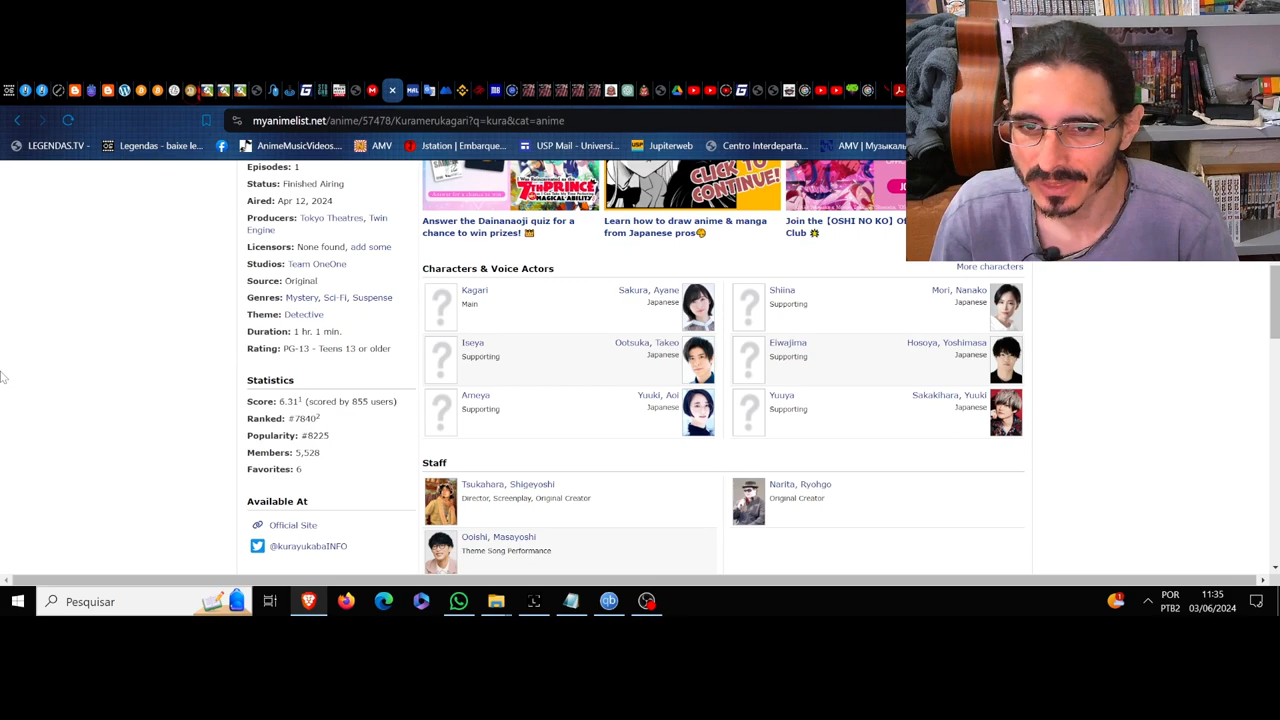 myanimelist.net/anime/57478/Kuramerukagari?q=kura&cat=anime
LEGENDAS.TV -
Legendas - baixe le...
AnimeMusicVideos....
AMV
Jstation | Embarque...
USP Mail - Universi...
Jupiterweb
Centro Interdeparta...
AMV | Музыкаль
Episodes: 1
Status: Finished Airing
Aired: Apr 12, 2024
Producers: Tokyo Theatres, Twin
Engine
Licensors: None found, add some
Studios: Team OneOne
Source: Original
Genres: Mystery, Sci-Fi, Suspense
Theme: Detective
Duration: 1 hr. 1 min.
Rating: PG-13 - Teens 13 or older
Statistics
Score: 6.31¹ (scored by 855 users)
Ranked: #7840²
Popularity: #8225
Members: 5,528
Favorites: 6
Available At
Official Site
@kurayukabaINFO
7TH PRINCE
MAGICAL ABILITY!
CLICK TO
CONTINUE!
Answer the Dainanaoji quiz for a
chance to win prizes!
Learn how to draw anime & manga
from Japanese pros
Join the【OSHI NO KO】Of
Club
Characters & Voice Actors
More characters
Kagari
Main
Sakura, Ayane
Japanese
Shiina
Supporting
Mori, Nanako
Japanese
Iseya
Supporting
Ootsuka, Takeo
Japanese
Eiwajima
Supporting
Hosoya, Yoshimasa
Japanese
Ameya
Supporting
Yuuki, Aoi
Japanese
Yuuya
Supporting
Sakakihara, Yuuki
Japanese
Staff
Tsukahara, Shigeyoshi
Director, Screenplay, Original Creator
Narita, Ryohgo
Original Creator
Ooishi, Masayoshi
Theme Song Performance
Pesquisar
POR
PTB2
11:35
03/06/2024